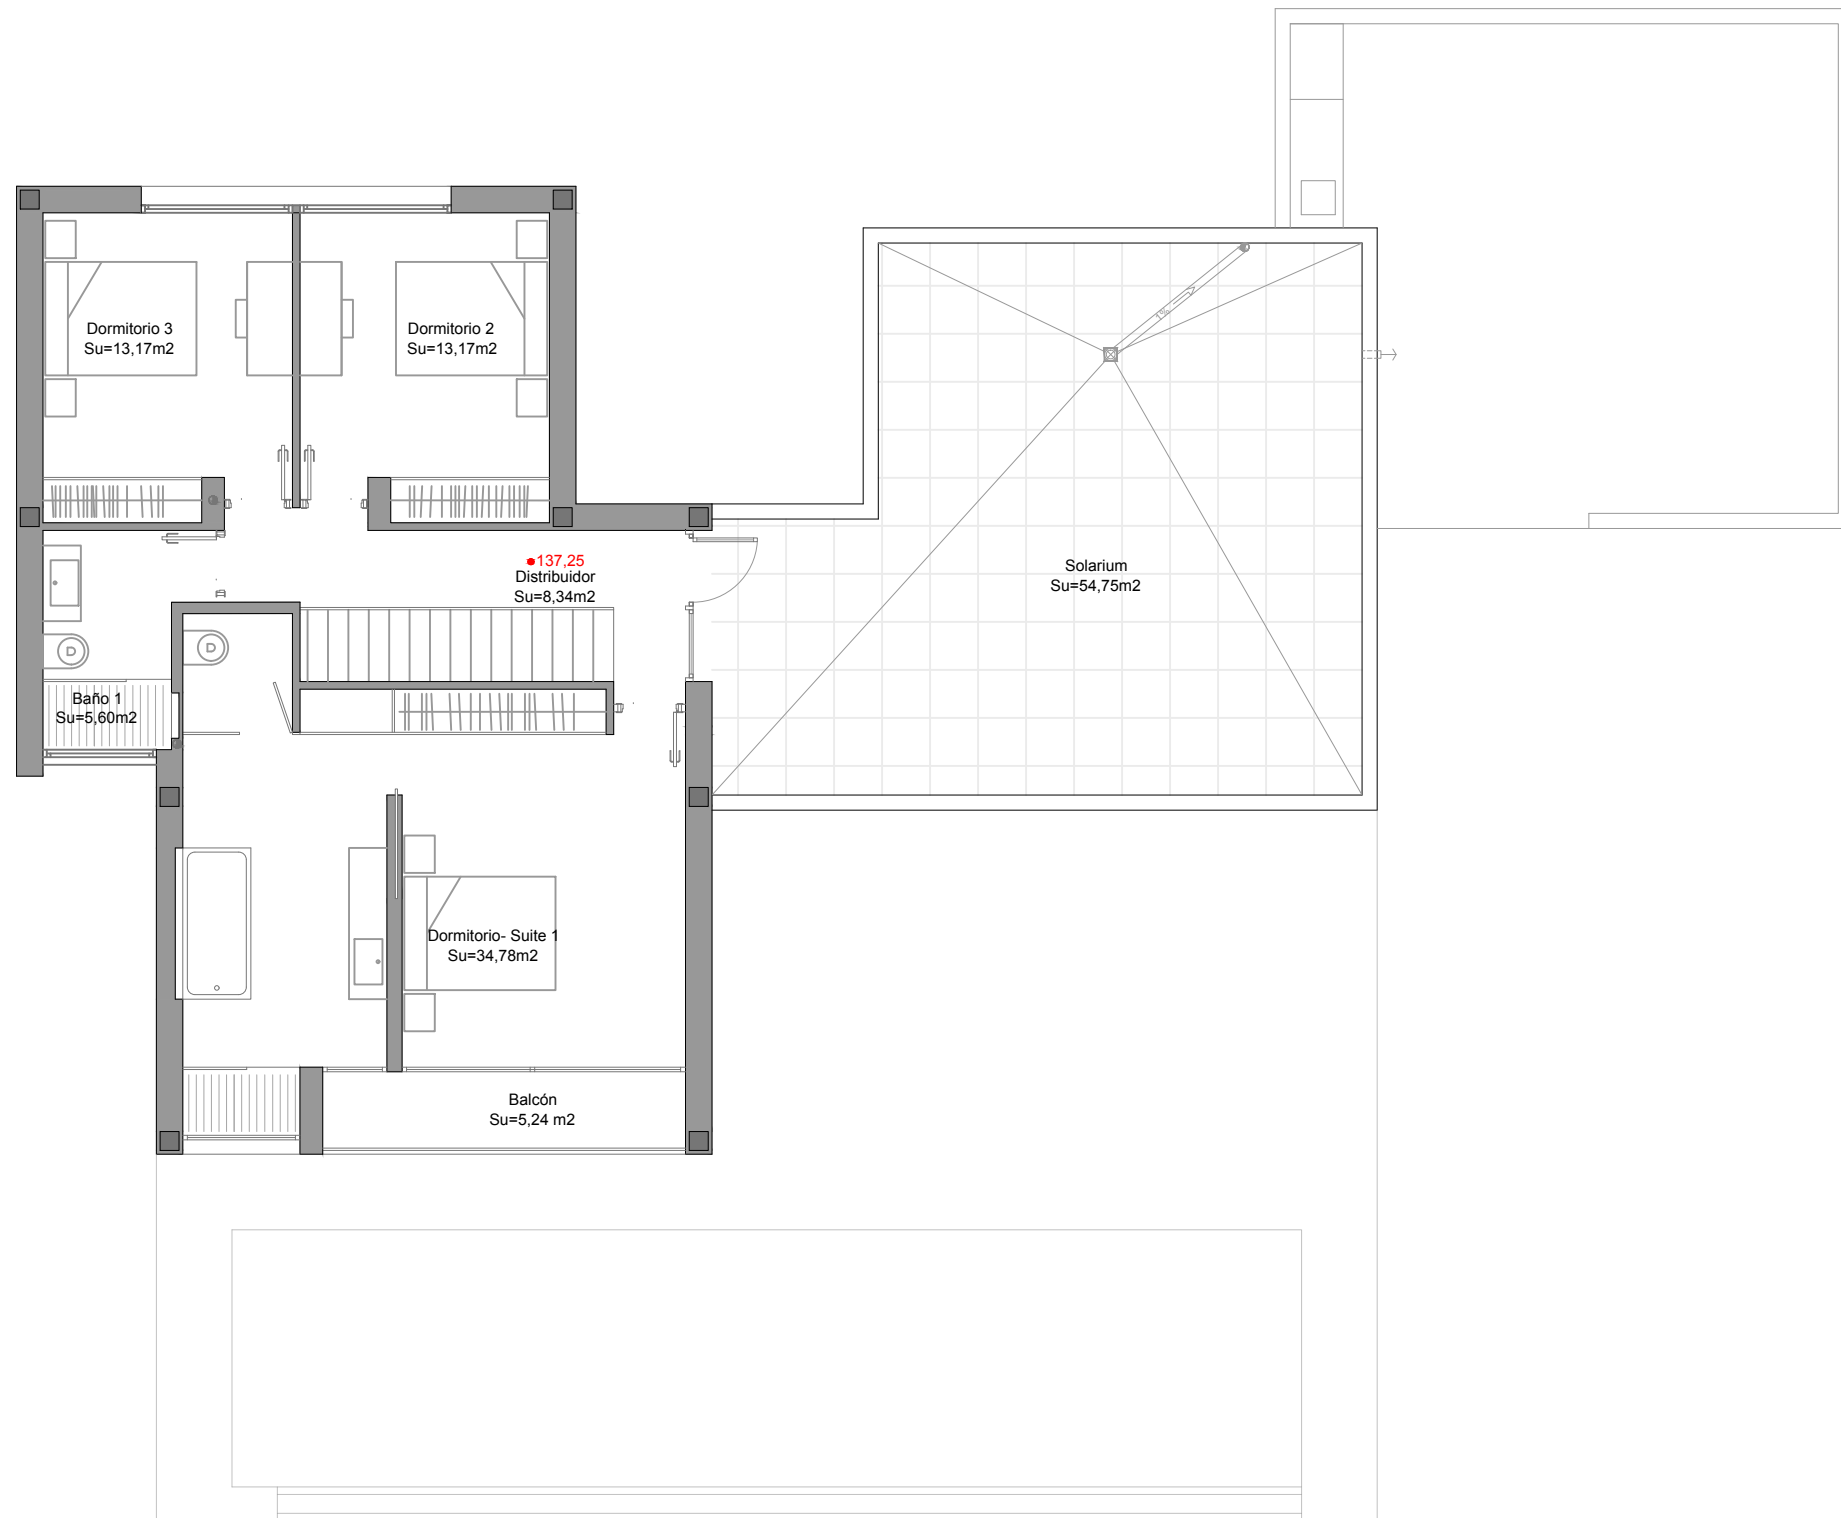 Dormitorio 3
Su=13,17m2
Dormitorio 2
Su=13,17m2
1%
137,25
Distribuidor
Su=8,34m2
Solarium
Su=54,75m2
Baño 1
Su=5,60m2
Dormitorio- Suite 1
Su=34,78m2
Balcón
Su=5,24 m2